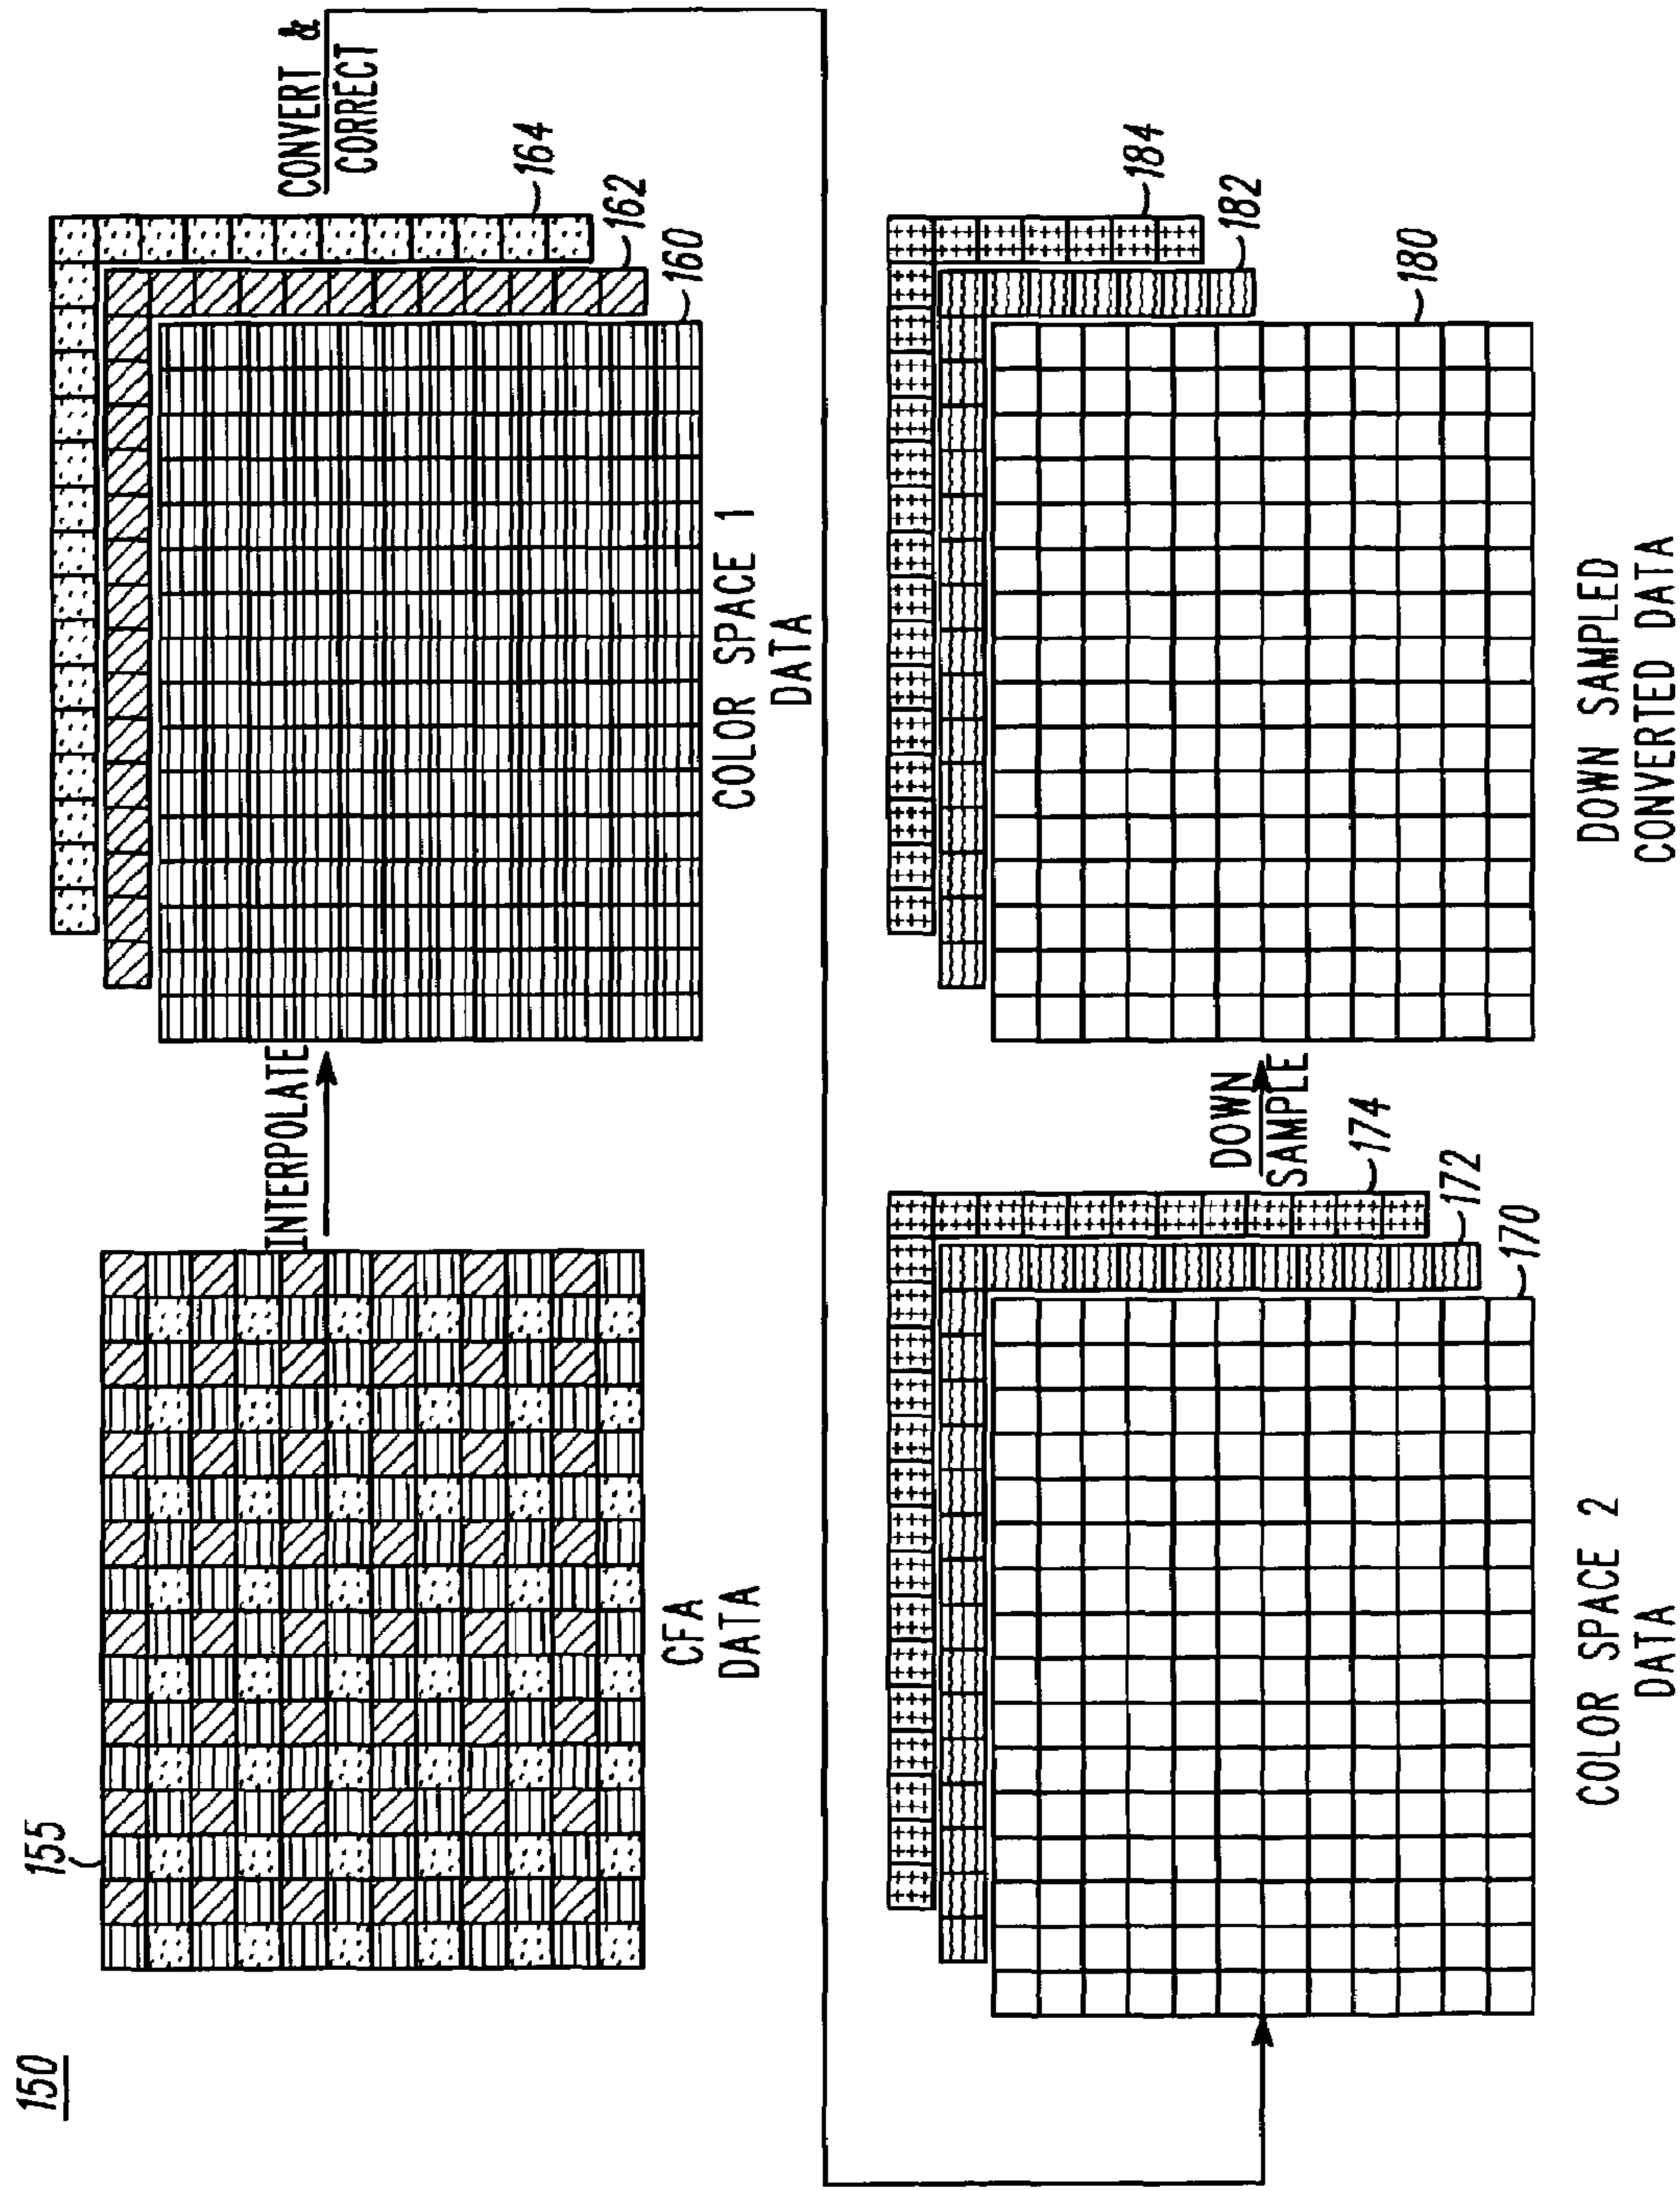 150
155
CFA
DATA
INTERPOLATE
164
162
160
COLOR SPACE 1
DATA
CONVERT &
CORRECT
174
172
170
COLOR SPACE 2
DATA
DOWN
SAMPLE
184
182
180
DOWN SAMPLED
CONVERTED DATA